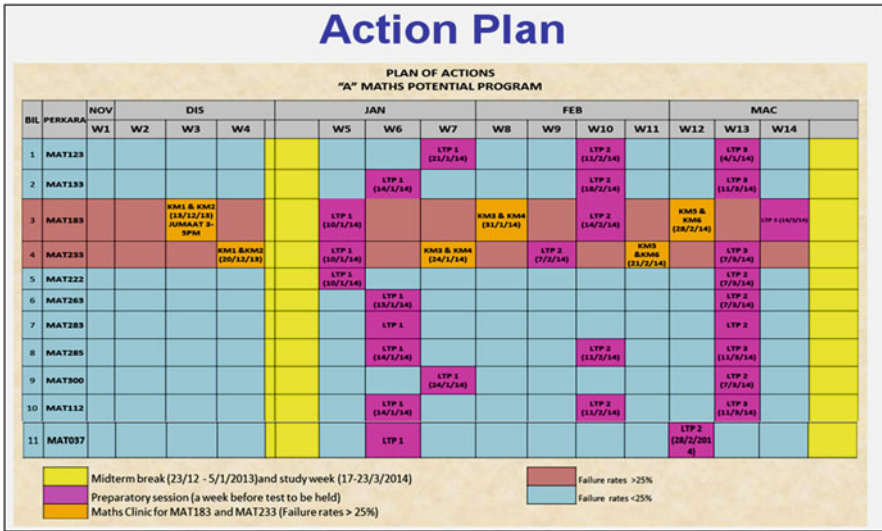 Action Plan
PLAN OF ACTIONS
"A" MATHS POTENTIAL PROGRAM
BIL PERKARA NOV DIS JAN FEB MAC
W1 W2 W3 W4 W5 W6 W7 W8 W9 W10 W11 W12 W13 W14
1 MAT123 LTP 1 LTP 2 LTP 3
(21/1/14) (11/2/14) (4/1/14)
2 MAT133 LTP 1 LTP 2 LTP 3
(14/1/14) (18/2/14) (11/3/14)
3 MAT183 KM1 & KM2 LTP 1 KM3 & KM4 LTP 2 KM5 & LTP 3 (14/3/14)
(13/12/13) (10/1/14) (31/1/14) (14/2/14) KM6
JUMAAT 3- (28/2/14)
5PM
4 MAT233 KM1 &KM2 LTP 1 KM3 & KM4 LTP 2 KM5 LTP 3
(20/12/13) (10/1/14) (24/1/14) (7/2/14) &KM6 (7/3/14)
(21/2/14)
5 MAT222 LTP 1 LTP 2
(10/1/14) (7/3/14)
6 MAT263 LTP 1 LTP 2
(15/1/14) (7/3/14)
7 MAT283 LTP 1 LTP 2
8 MAT285 LTP 1 LTP 2 LTP 3
(14/1/14) (11/2/14) (11/3/14)
9 MAT300 LTP 1 LTP 2
(24/1/14) (7/3/14)
10 MAT112 LTP 1 LTP 2 LTP 3
(14/1/14) (11/2/14) (11/3/14)
11 MAT037 LTP 1 LTP 2
(28/2/201
4)
Midterm break (23/12 - 5/1/2013)and study week (17-23/3/2014)
Failure rates >25%
Preparatory session (a week before test to be held)
Failure rates <25%
Maths Clinic for MAT183 and MAT233 (Failure rates > 25%)